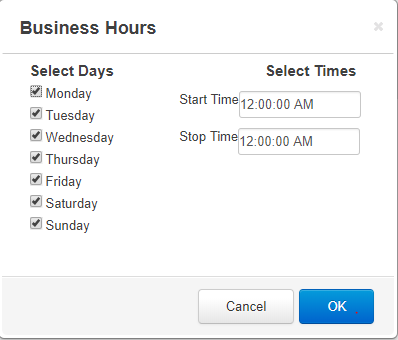 Business Hours
×
Select Days
Monday
Tuesday
Wednesday
Thursday
Friday
Saturday
Sunday
Select Times
Start Time 12:00:00 AM
Stop Time 12:00:00 AM
Cancel OK